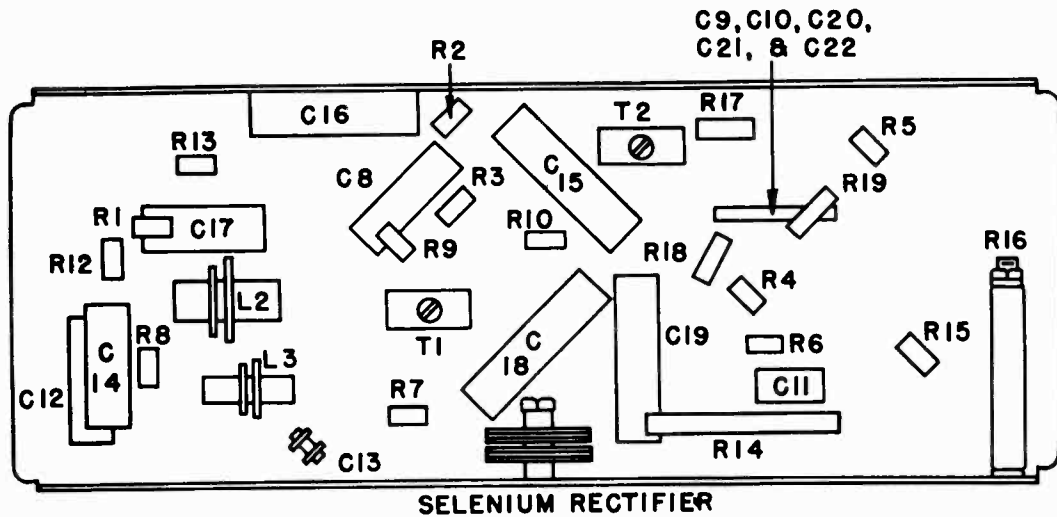 C9, C10, C20,
C21, & C22
R2
C16
T2
R17
R5
R13
C8
R3
C
15
R19
R1
C17
R10
R12
R9
R18
R16
L2
R4
C
14
R8
T1
C
18
C19
R6
R15
L3
C12
R7
C11
R14
C13
SELENIUM RECTIFIER